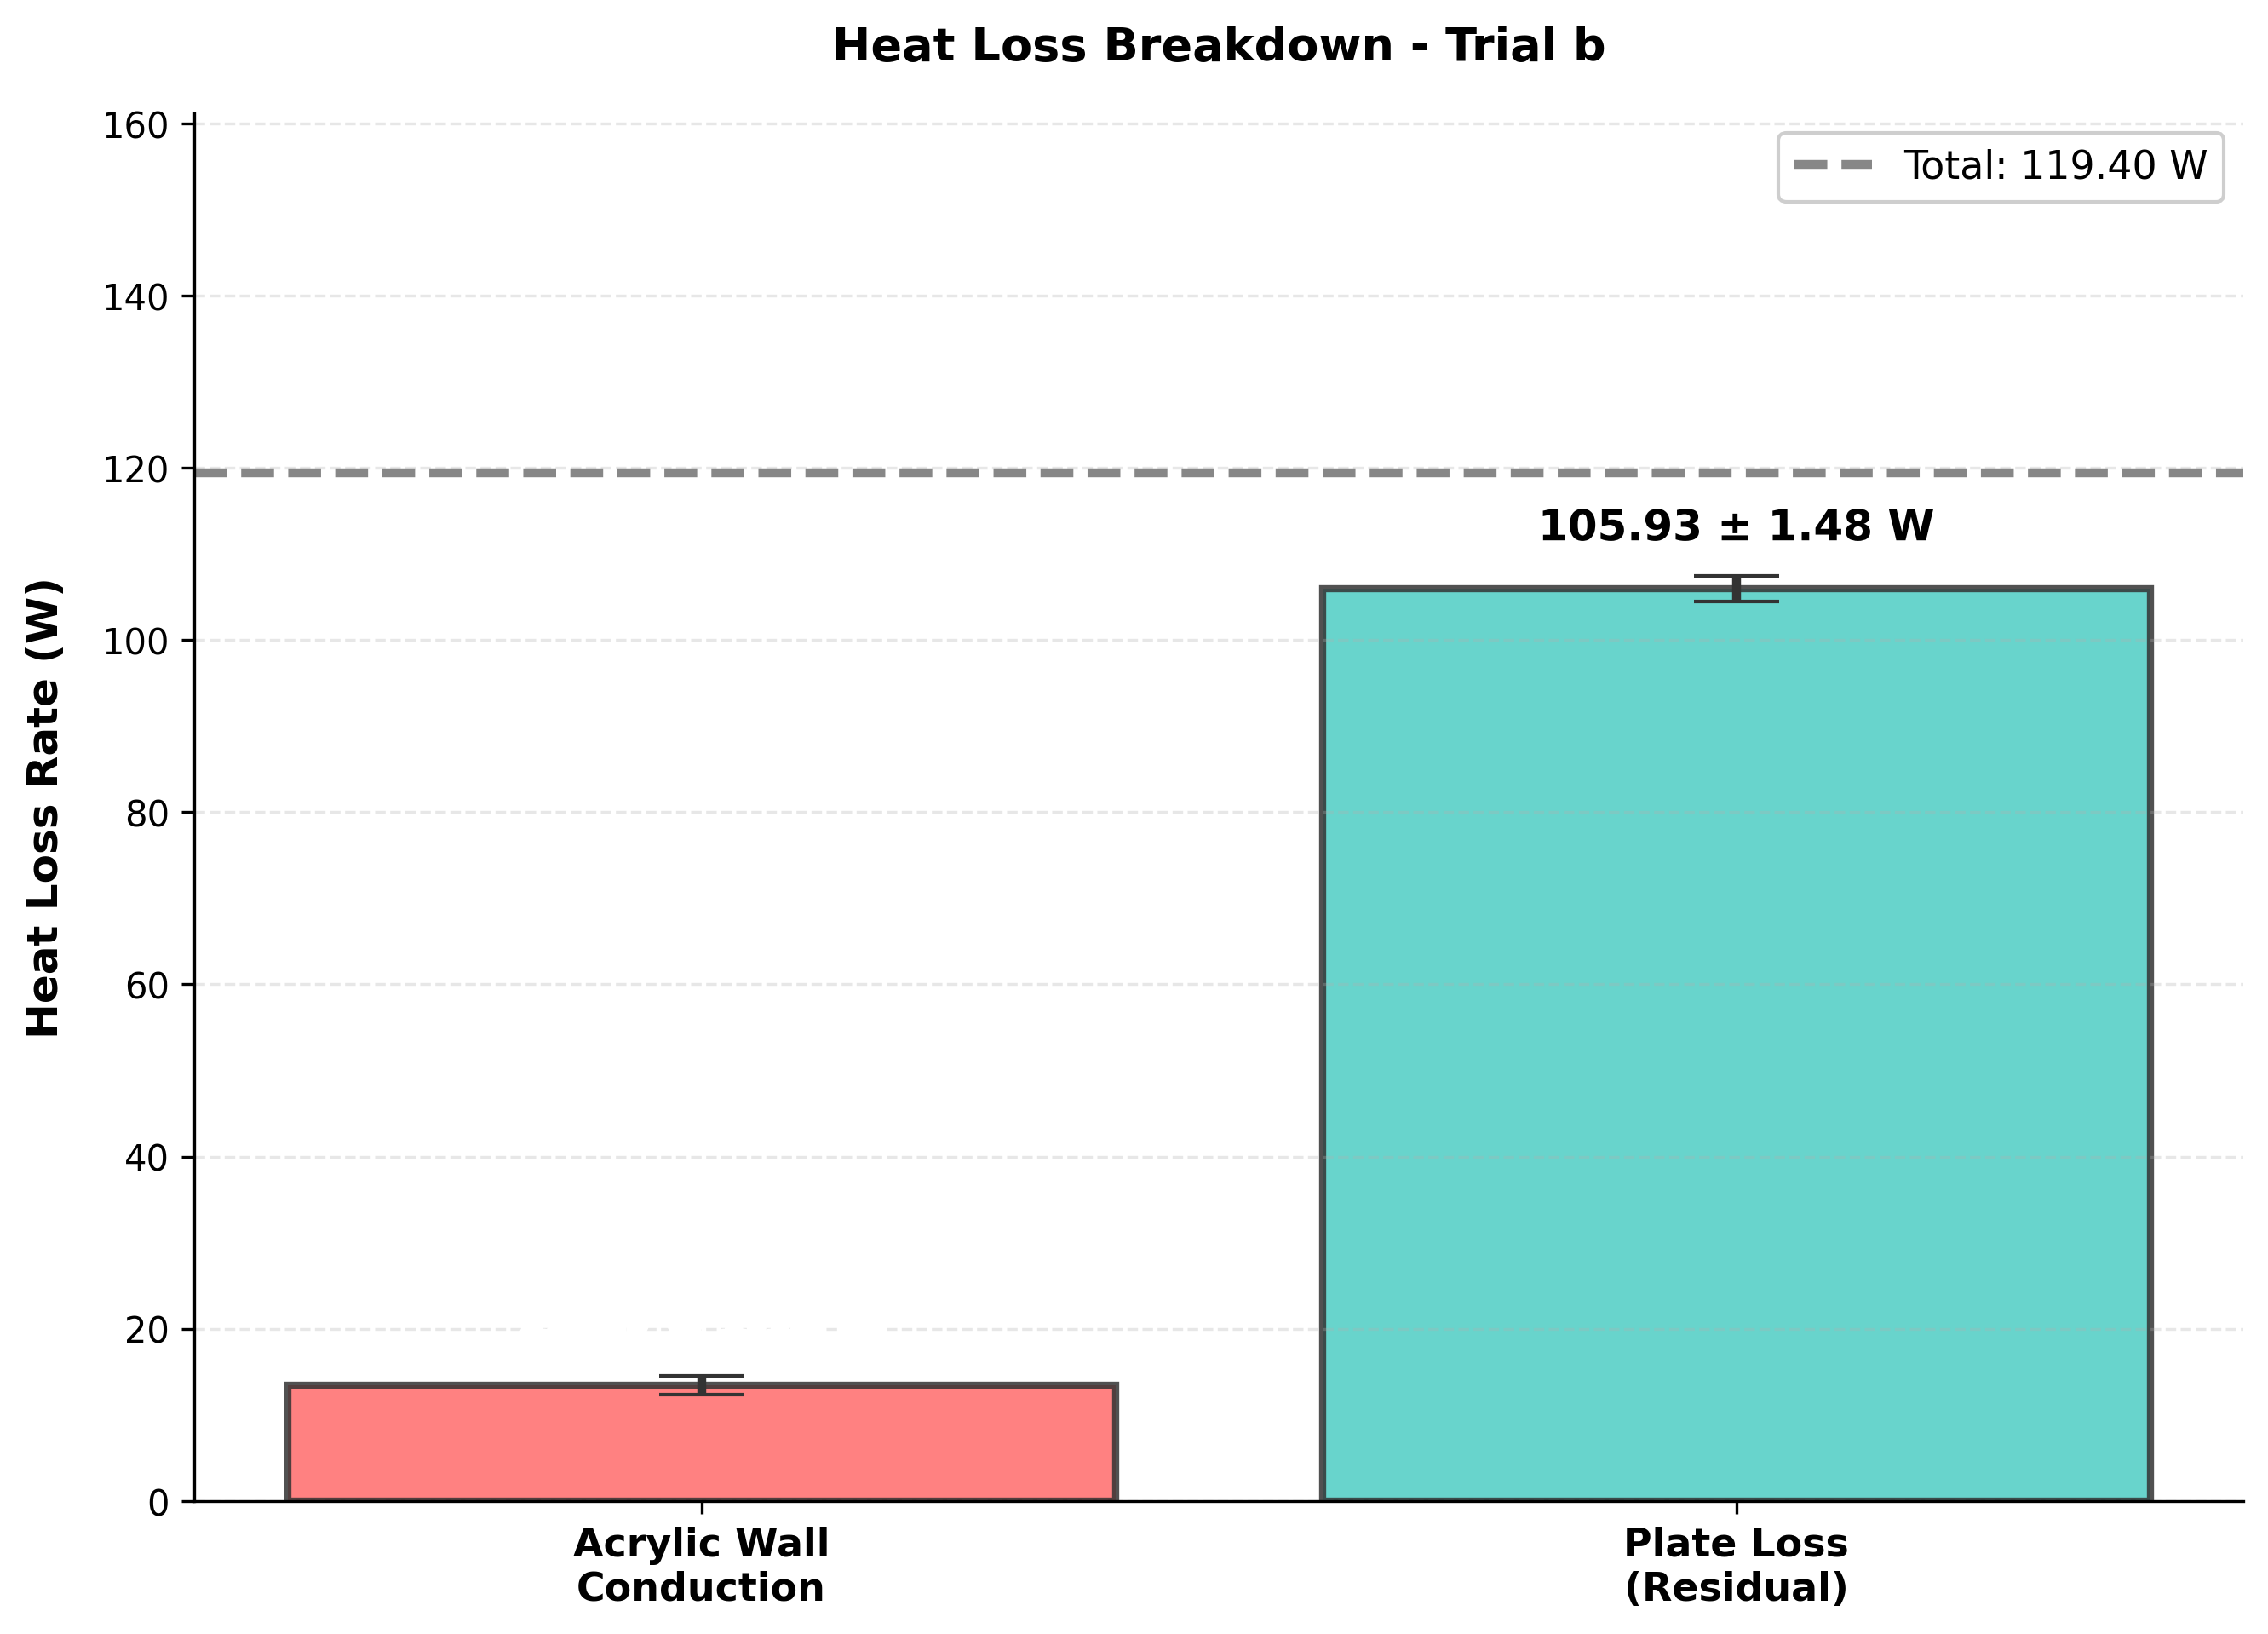 Heat Loss Breakdown - Trial b
Total: 119.40 W
160
140
120
100
80
60
40
20
0
Heat Loss Rate (W)
105.93 ± 1.48 W
Acrylic Wall
Conduction
Plate Loss
(Residual)